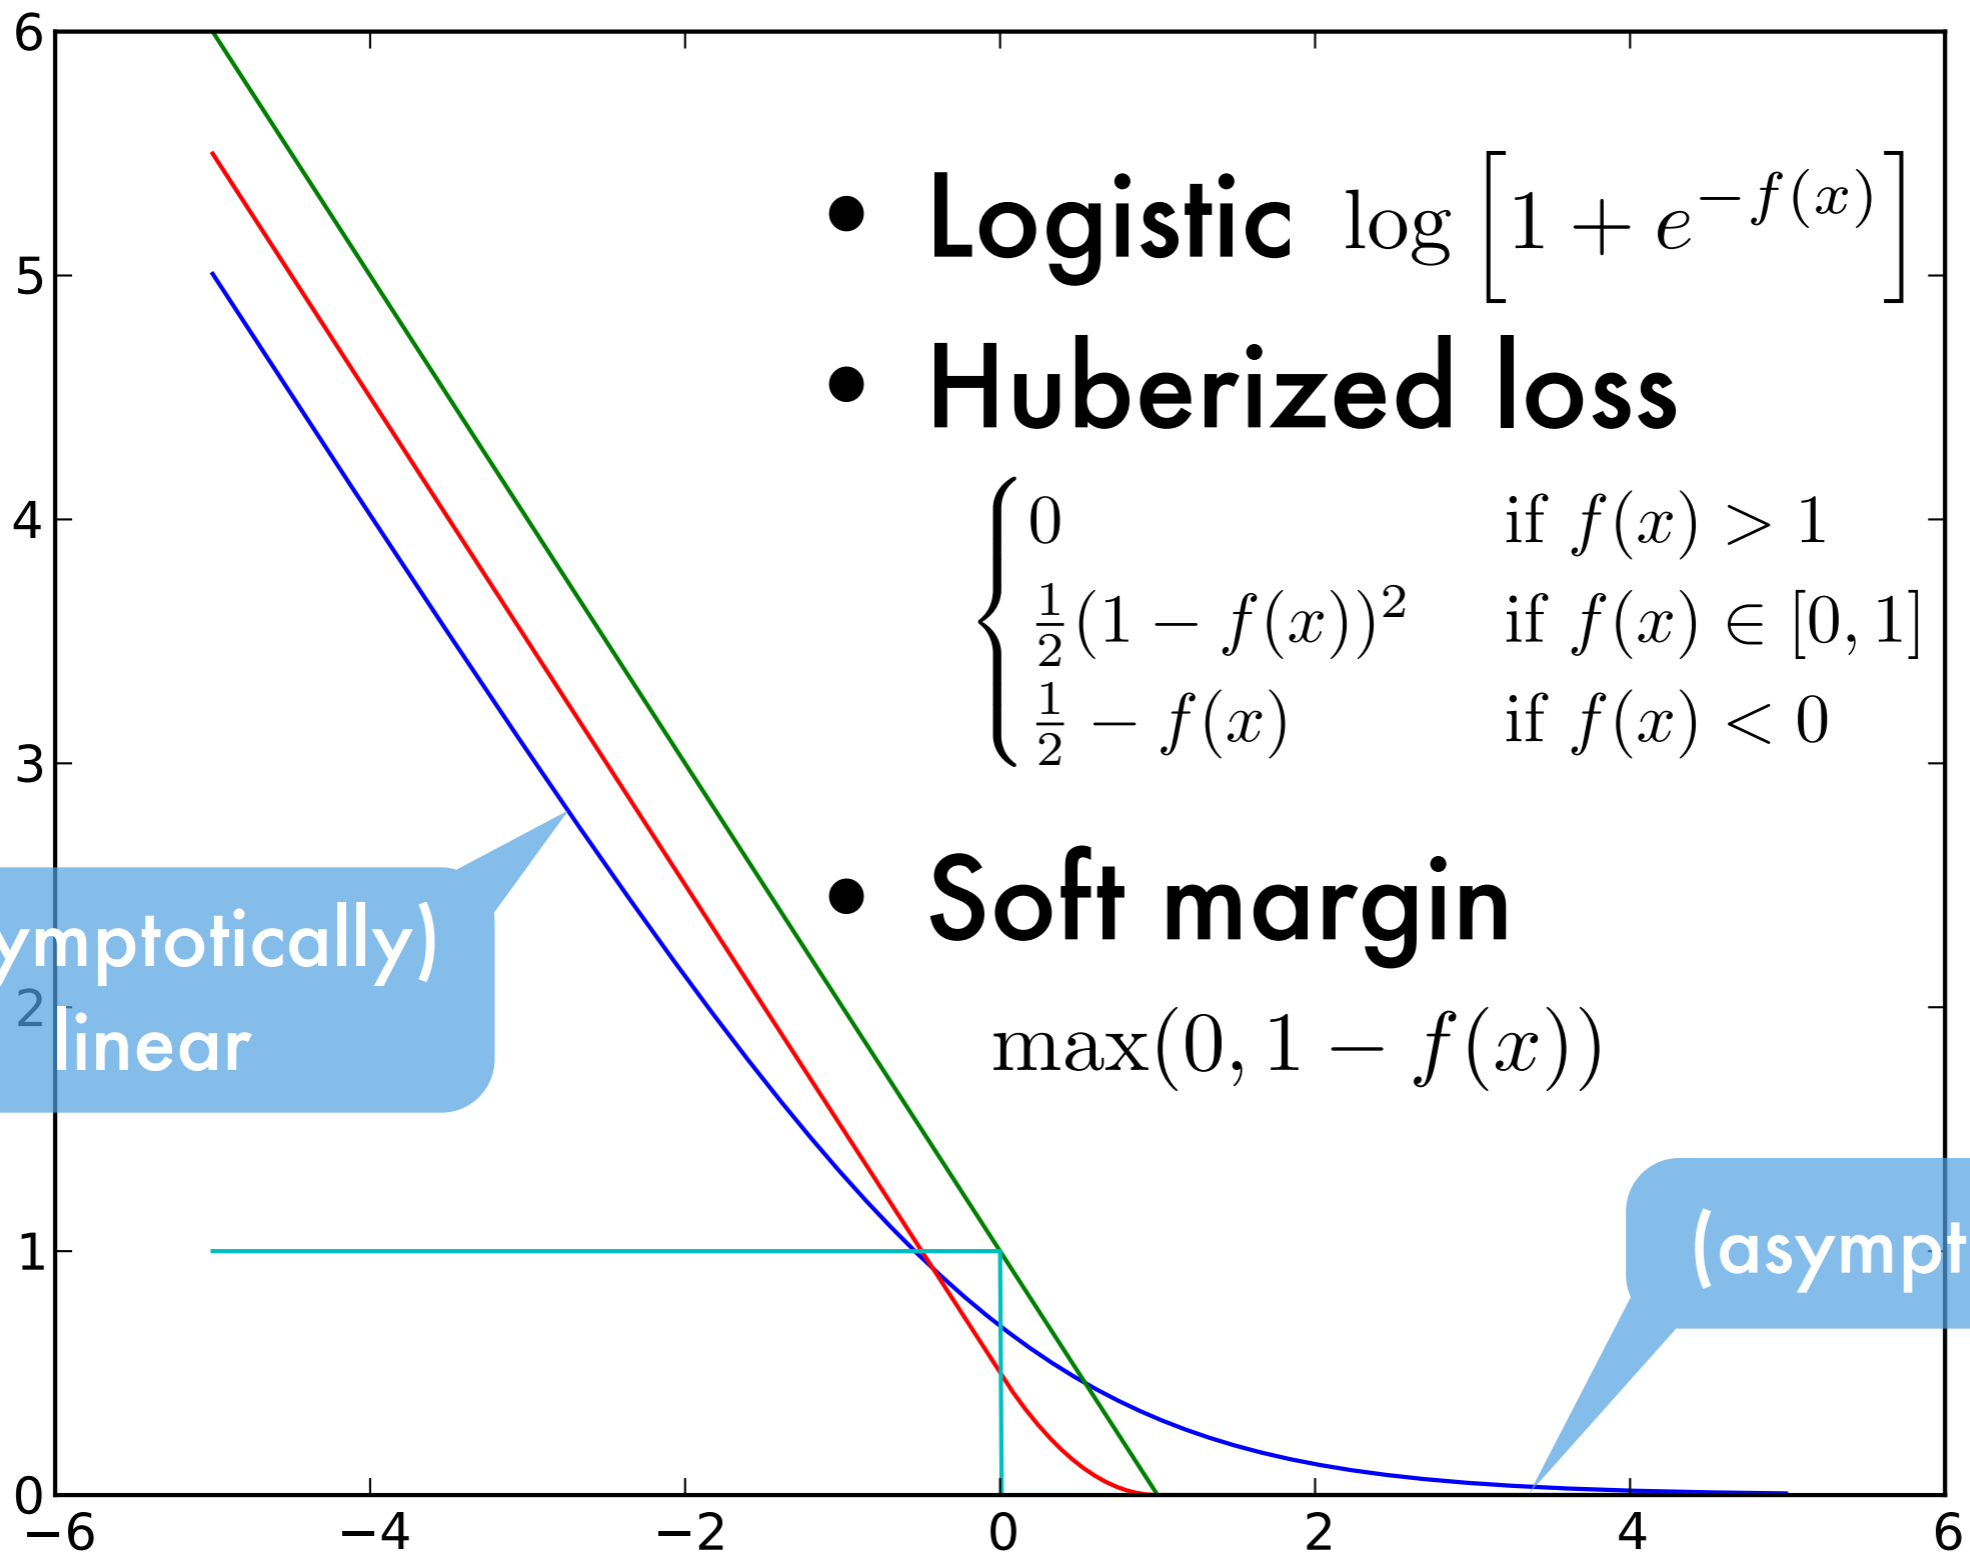 6
5
4
3
2
1
0
−6 −4 −2 0 2 4 6
• Logistic log [1 + e^{−f(x)}]
• Huberized loss
0 if f(x) > 1
½(1 − f(x))² if f(x) ∈ [0, 1]
½ − f(x) if f(x) < 0
• Soft margin
max(0, 1 − f(x))
ymptotically)
linear
(asympt